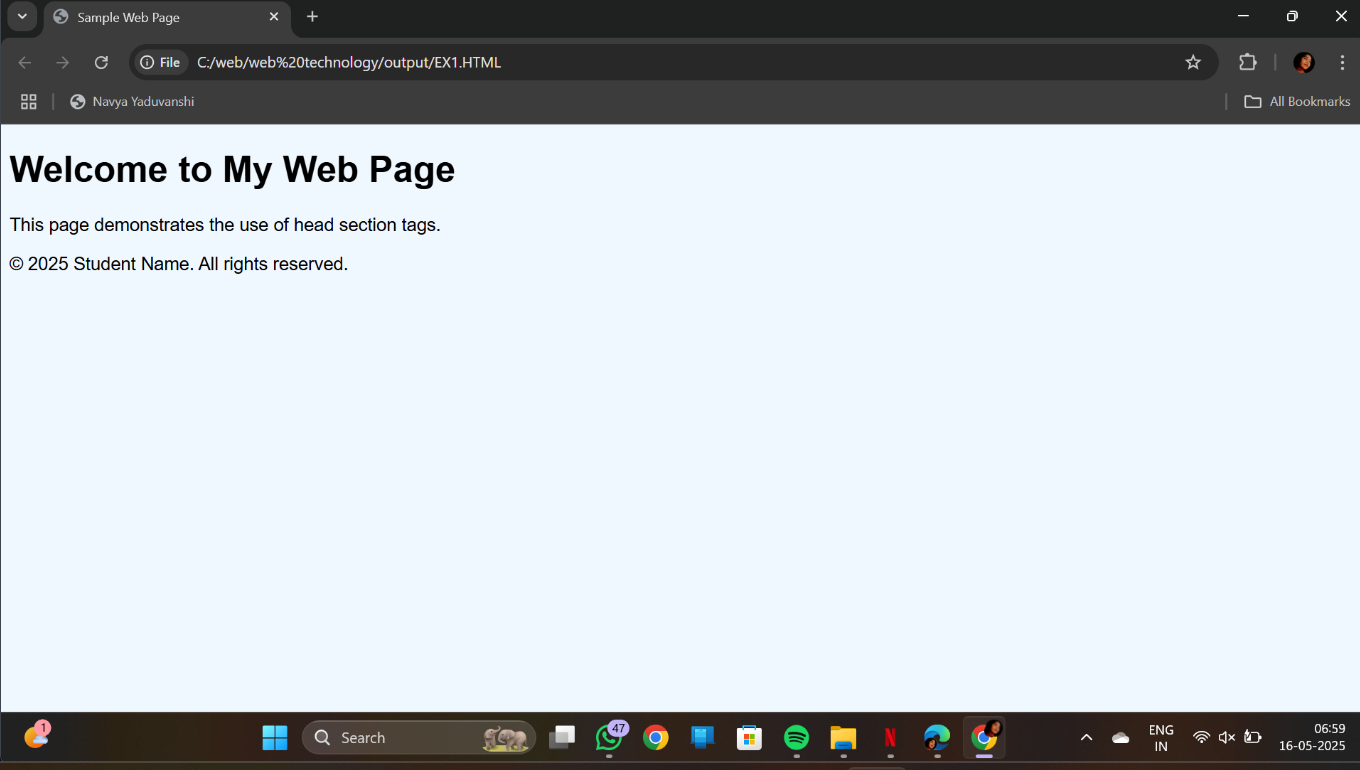 Sample Web Page
File
C:/web/web%20technology/output/EX1.HTML
Navya Yaduvanshi
All Bookmarks
Welcome to My Web Page
This page demonstrates the use of head section tags.
© 2025 Student Name. All rights reserved.
1
Search
47
N
ENG
IN
06:59
16-05-2025